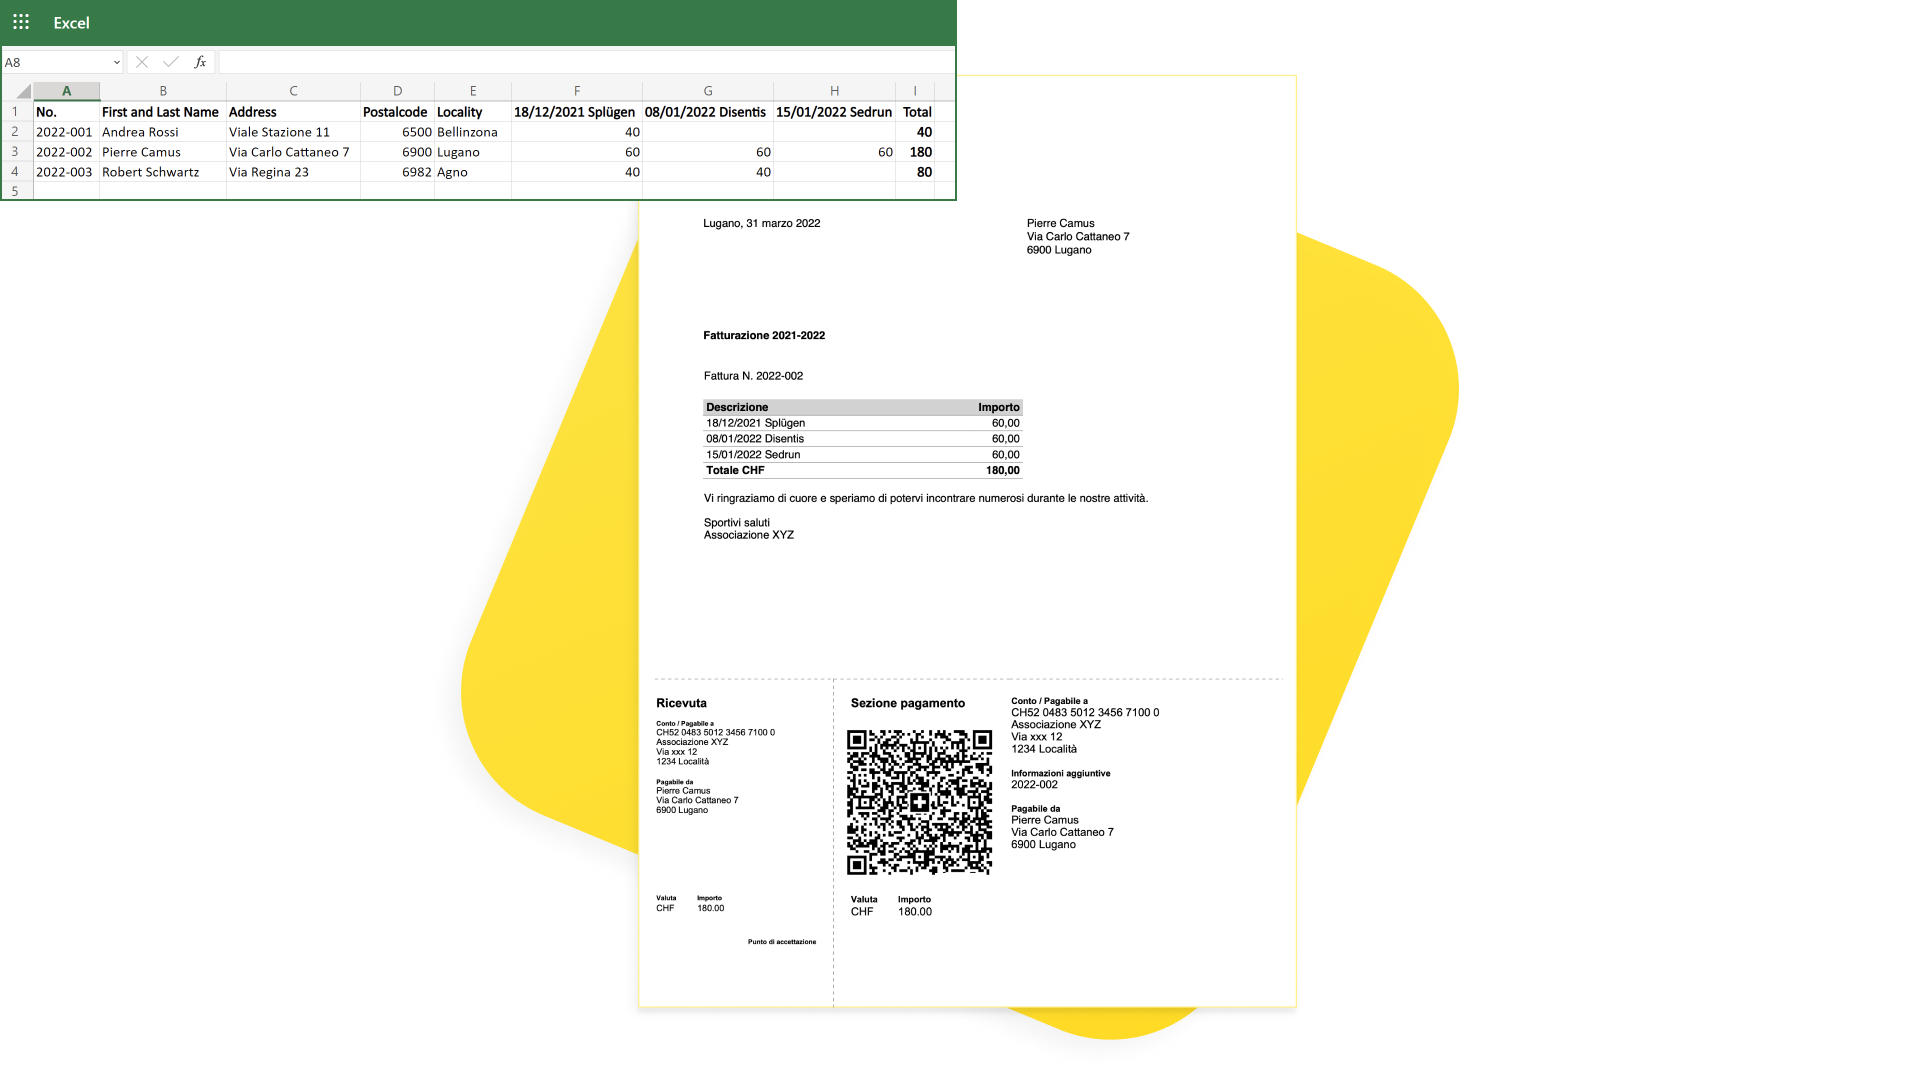 Excel
A8
fx
A B C D E F G H I
1 No. First and Last Name Address Postalcode Locality 18/12/2021 Splügen 08/01/2022 Disentis 15/01/2022 Sedrun Total
2 2022-001 Andrea Rossi Viale Stazione 11 6500 Bellinzona 40 40
3 2022-002 Pierre Camus Via Carlo Cattaneo 7 6900 Lugano 60 60 60 180
4 2022-003 Robert Schwartz Via Regina 23 6982 Agno 40 40 80
5
Lugano, 31 marzo 2022
Pierre Camus
Via Carlo Cattaneo 7
6900 Lugano
Fatturazione 2021-2022
Fattura N. 2022-002
Descrizione Importo
18/12/2021 Splügen 60,00
08/01/2022 Disentis 60,00
15/01/2022 Sedrun 60,00
Totale CHF 180,00
Vi ringraziamo di cuore e speriamo di potervi incontrare numerosi durante le nostre attività.
Sportivi saluti
Associazione XYZ
Ricevuta
Conto / Pagabile a
CH52 0483 5012 3456 7100 0
Associazione XYZ
Via xxx 12
1234 Località
Pagabile da
Pierre Camus
Via Carlo Cattaneo 7
6900 Lugano
Valuta Importo
CHF 180.00
Punto di accettazione
Sezione pagamento
Valuta Importo
CHF 180.00
Conto / Pagabile a
CH52 0483 5012 3456 7100 0
Associazione XYZ
Via xxx 12
1234 Località
Informazioni aggiuntive
2022-002
Pagabile da
Pierre Camus
Via Carlo Cattaneo 7
6900 Lugano